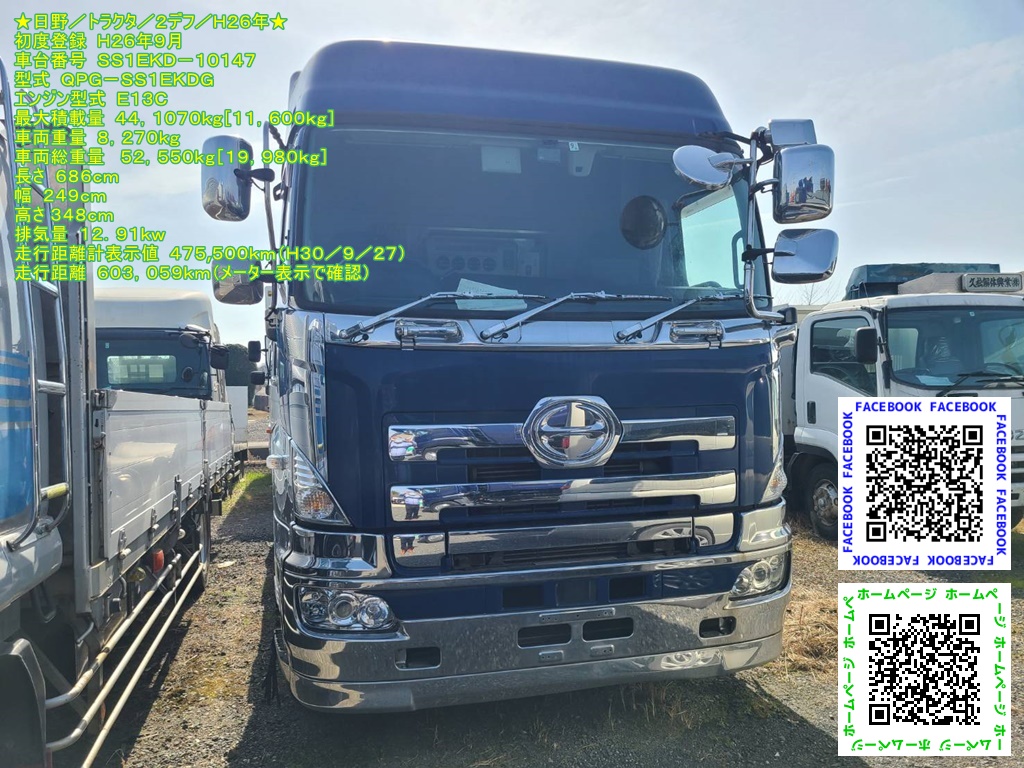 ★日野／トラクタ／2デフ／H26年★
初度登録 H26年9月
車台番号 SS1EKD－10147
型式 QPG－SS1EKDG
エンジン型式 E13C
最大積載量 44，1070kg[11，600kg]
車両重量 8，270kg
車両総重量 52，550kg[19，980kg]
長さ 686cm
幅 249cm
高さ348cm
排気量 12．91kw
走行距離計表示値 475,500km（H30／9／27）
走行距離 603，059km（メーター表示で確認）
FACEBOOK FACEBOOK
FACEBOOK FACEBOOK
FACEBOOK FACEBOOK
FACEBOOK FACEBOOK
ホームページ ホームページ
ホームページ ホームページ
ホームページ ホームページ
ホームページ ホームページ